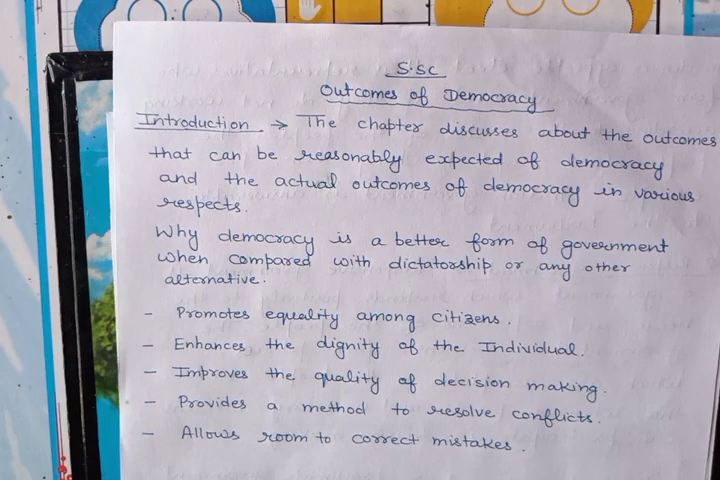 S.Sc
Outcomes of Democracy
Introduction → The chapter discusses about the outcomes
that can be reasonably expected of democracy
and the actual outcomes of democracy in various
respects.
Why democracy is a better form of government
when compared with dictatorship or any other
alternative.
- Promotes equality among citizens.
- Enhances the dignity of the Individual.
- Improves the quality of decision making.
- Provides a method to resolve conflicts.
- Allows room to correct mistakes.